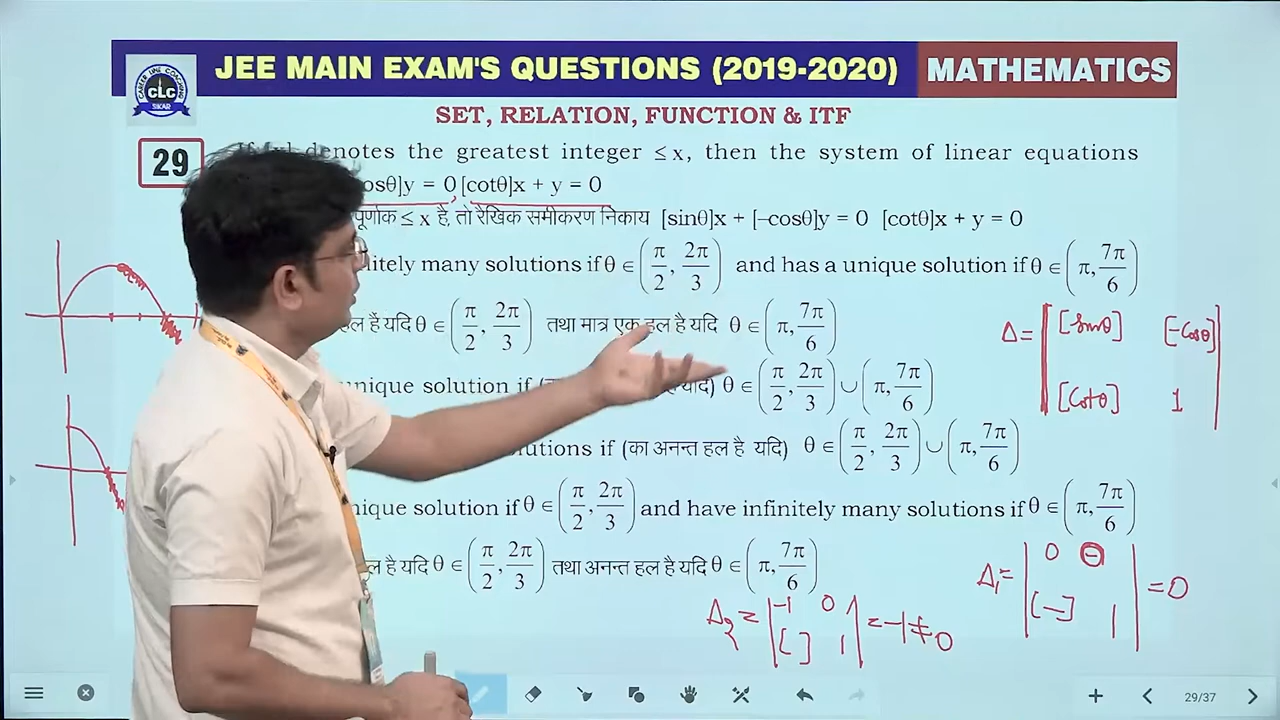 JEE MAIN EXAM'S QUESTIONS (2019-2020) MATHEMATICS
CLC
SIKAR
SET, RELATION, FUNCTION & ITF
29
denotes the greatest integer ≤ x, then the system of linear equations
osθ]y = 0, [cotθ]x + y = 0
पूर्णांक ≤ x है, तो रैखिक समीकरण निकाय [sinθ]x + [–cosθ]y = 0 [cotθ]x + y = 0
nitely many solutions if θ ∈ (π/2, 2π/3) and has a unique solution if θ ∈ (π, 7π/6)
हल हैं यदि θ ∈ (π/2, 2π/3) तथा मात्र एक हल है यदि θ ∈ (π, 7π/6)
Δ = | [sinθ] [-cosθ] |
| [cotθ] 1 |
unique solution if θ ∈ (π/2, 2π/3) ∪ (π, 7π/6)
lutions if (का अनन्त हल है यदि) θ ∈ (π/2, 2π/3) ∪ (π, 7π/6)
nique solution if θ ∈ (π/2, 2π/3) and have infinitely many solutions if θ ∈ (π, 7π/6)
हल है यदि θ ∈ (π/2, 2π/3) तथा अनन्त हल है यदि θ ∈ (π, 7π/6)
Δ₁ = | 0 0 |
| [-] 1 | = 0
Δ₂ = | -1 0 |
| [ ] 1 | = -1 ≠ 0
29/37